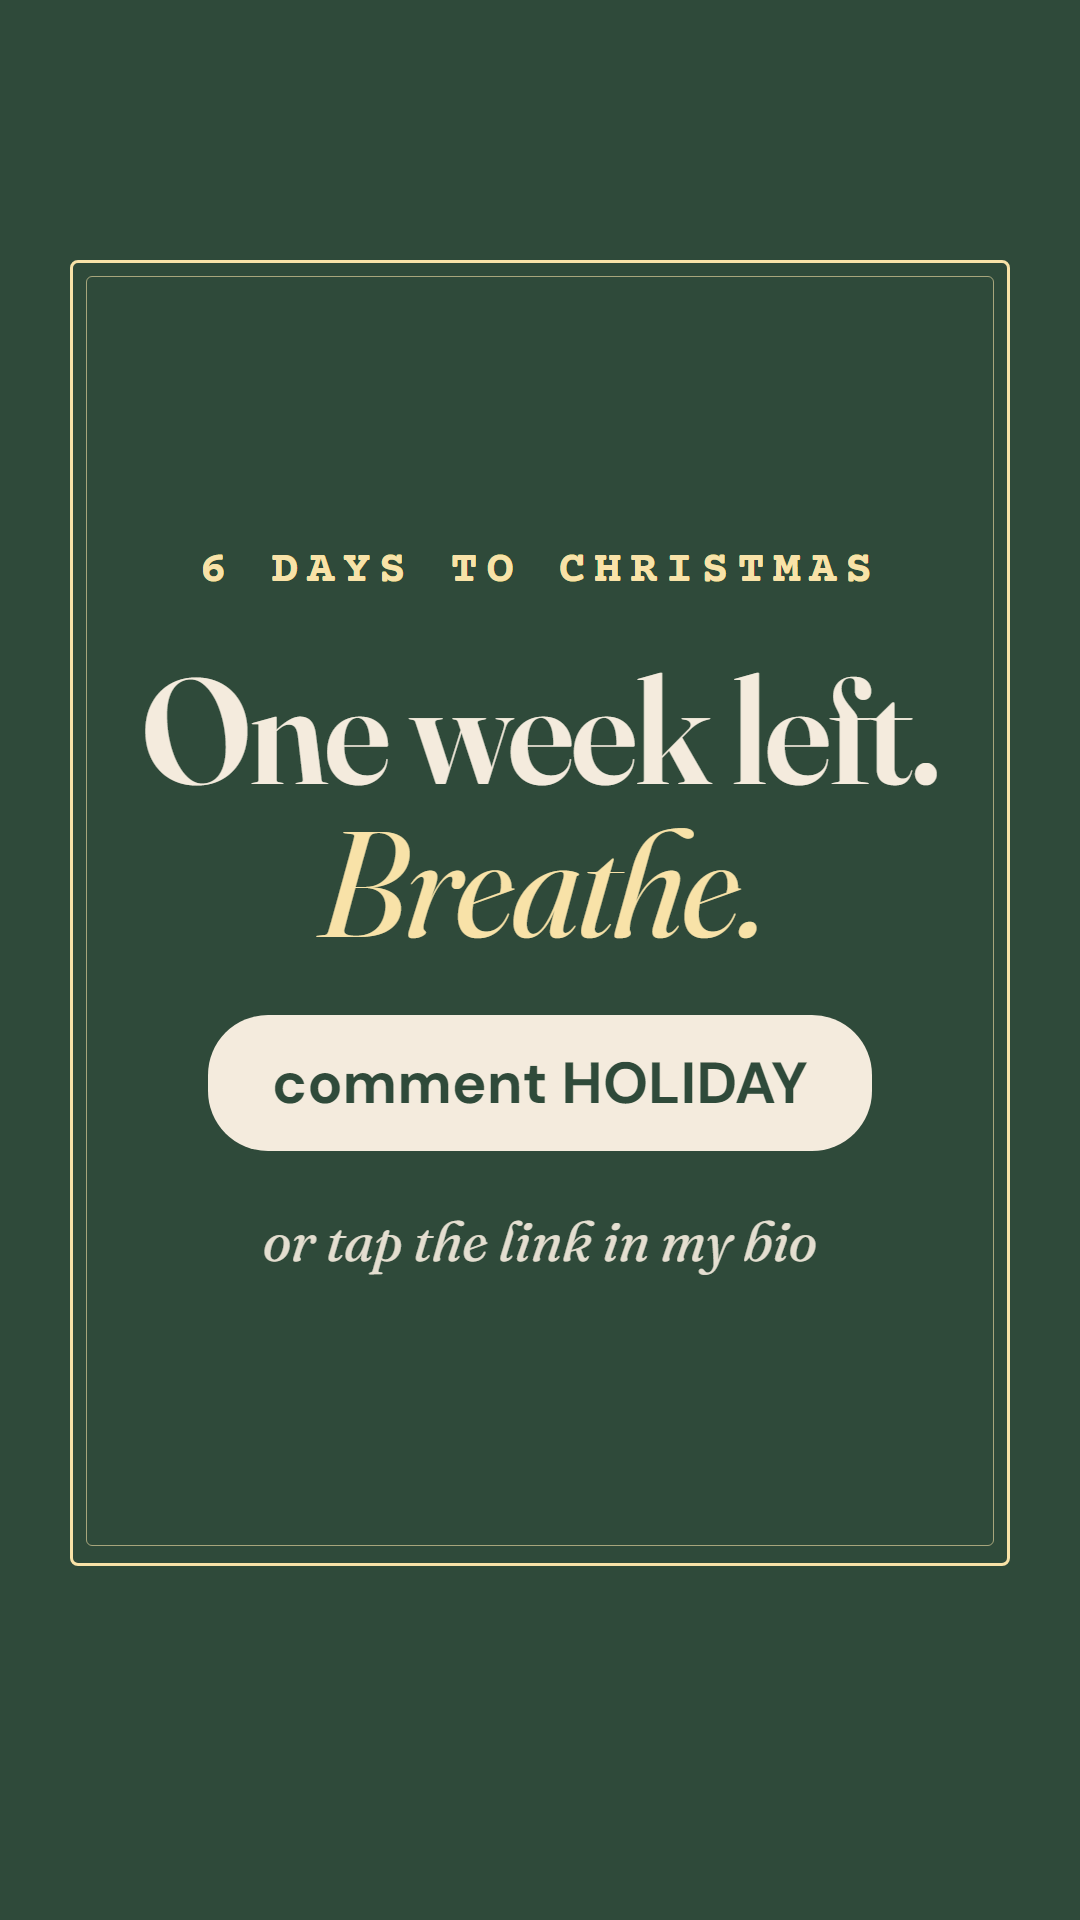 6 DAYS TO CHRISTMAS
One week left.
Breathe.
comment HOLIDAY
or tap the link in my bio